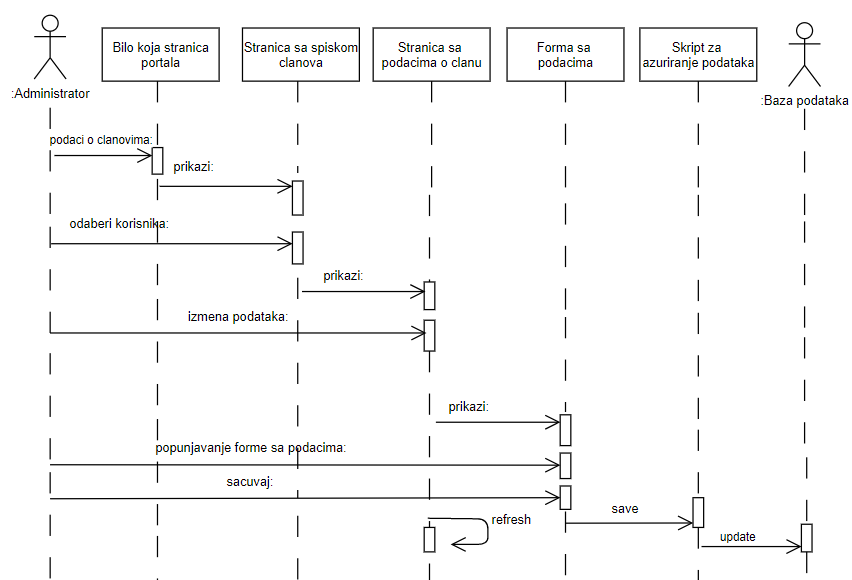 Bilo koja stranica
portala
Stranica sa spiskom
clanova
Stranica sa
podacima o clanu
Forma sa
podacima
Skript za
azuriranje podataka
:Administrator
:Baza podataka
podaci o clanovima:
prikazi:
odaberi korisnika:
prikazi:
izmena podataka:
prikazi:
popunjavanje forme sa podacima:
sacuvaj:
save
refresh
update